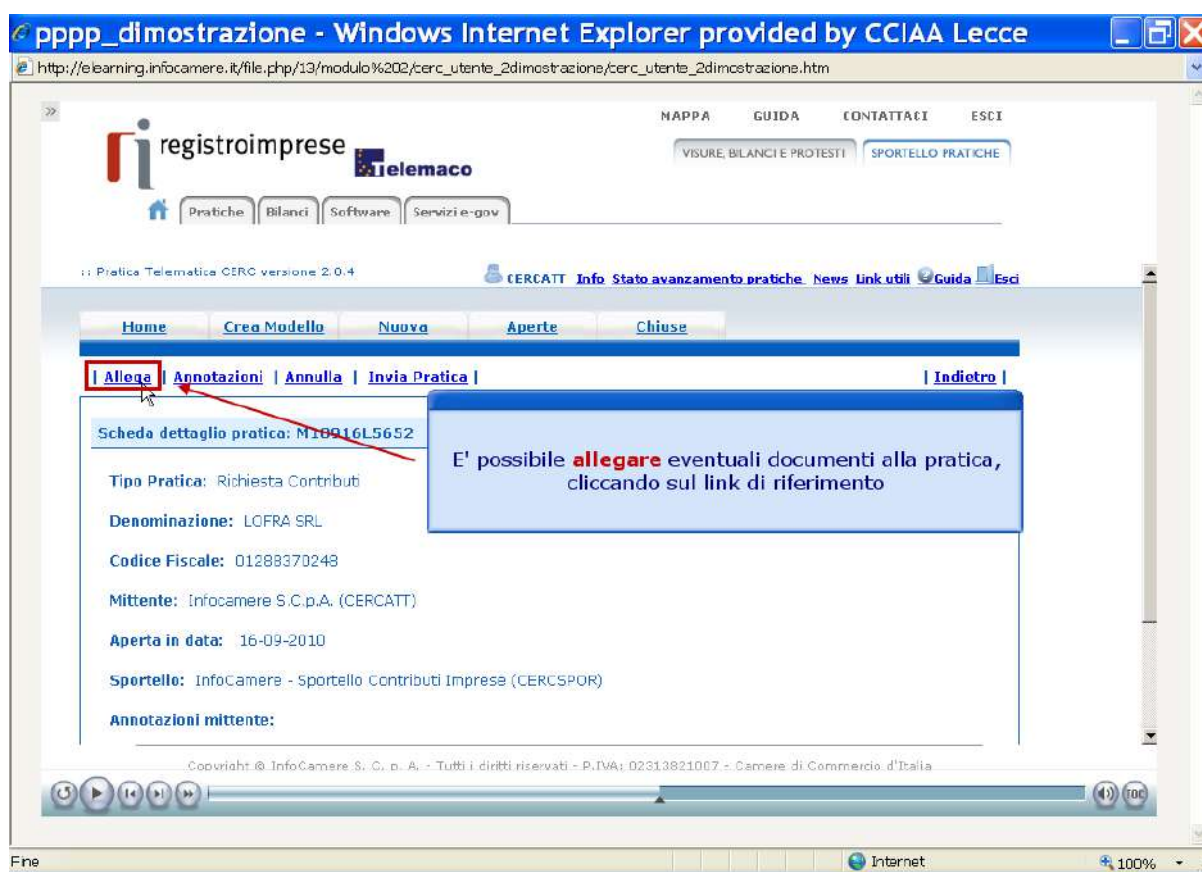 pppp_dimostrazione - Windows Internet Explorer provided by CCIAA Lecce
http://elearning.infocamere.it/file.php/13/modulo%202/cerc_utente_2dimostrazione/cerc_utente_2dimostrazione.htm
MAPPA GUIDA CONTATTACI ESCI
registroimprese
Telemaco
VISURE, BILANCI E PROTESTI SPORTELLO PRATICHE
Pratiche Bilanci Software Servizi e-gov
:: Pratica Telematica CERC versione 2.0.4
CERCATT Info Stato avanzamento pratiche News Link utili Guida Esci
Home Crea Modello Nuova Aperte Chiuse
| Allega | Annotazioni | Annulla | Invia Pratica | | Indietro |
Scheda dettaglio pratica: M10916L5652
E' possibile allegare eventuali documenti alla pratica,
cliccando sul link di riferimento
Tipo Pratica: Richiesta Contributi
Denominazione: LOFRA SRL
Codice Fiscale: 01288370248
Mittente: Infocamere S.C.p.A. (CERCATT)
Aperta in data: 16-09-2010
Sportello: InfoCamere - Sportello Contributi Imprese (CERCSPOR)
Annotazioni mittente:
Copyright @ InfoCamere S. C. p. A. - Tutti i diritti riservati - P.IVA: 02313821007 - Camere di Commercio d'Italia
TOC
Fine Internet 100%